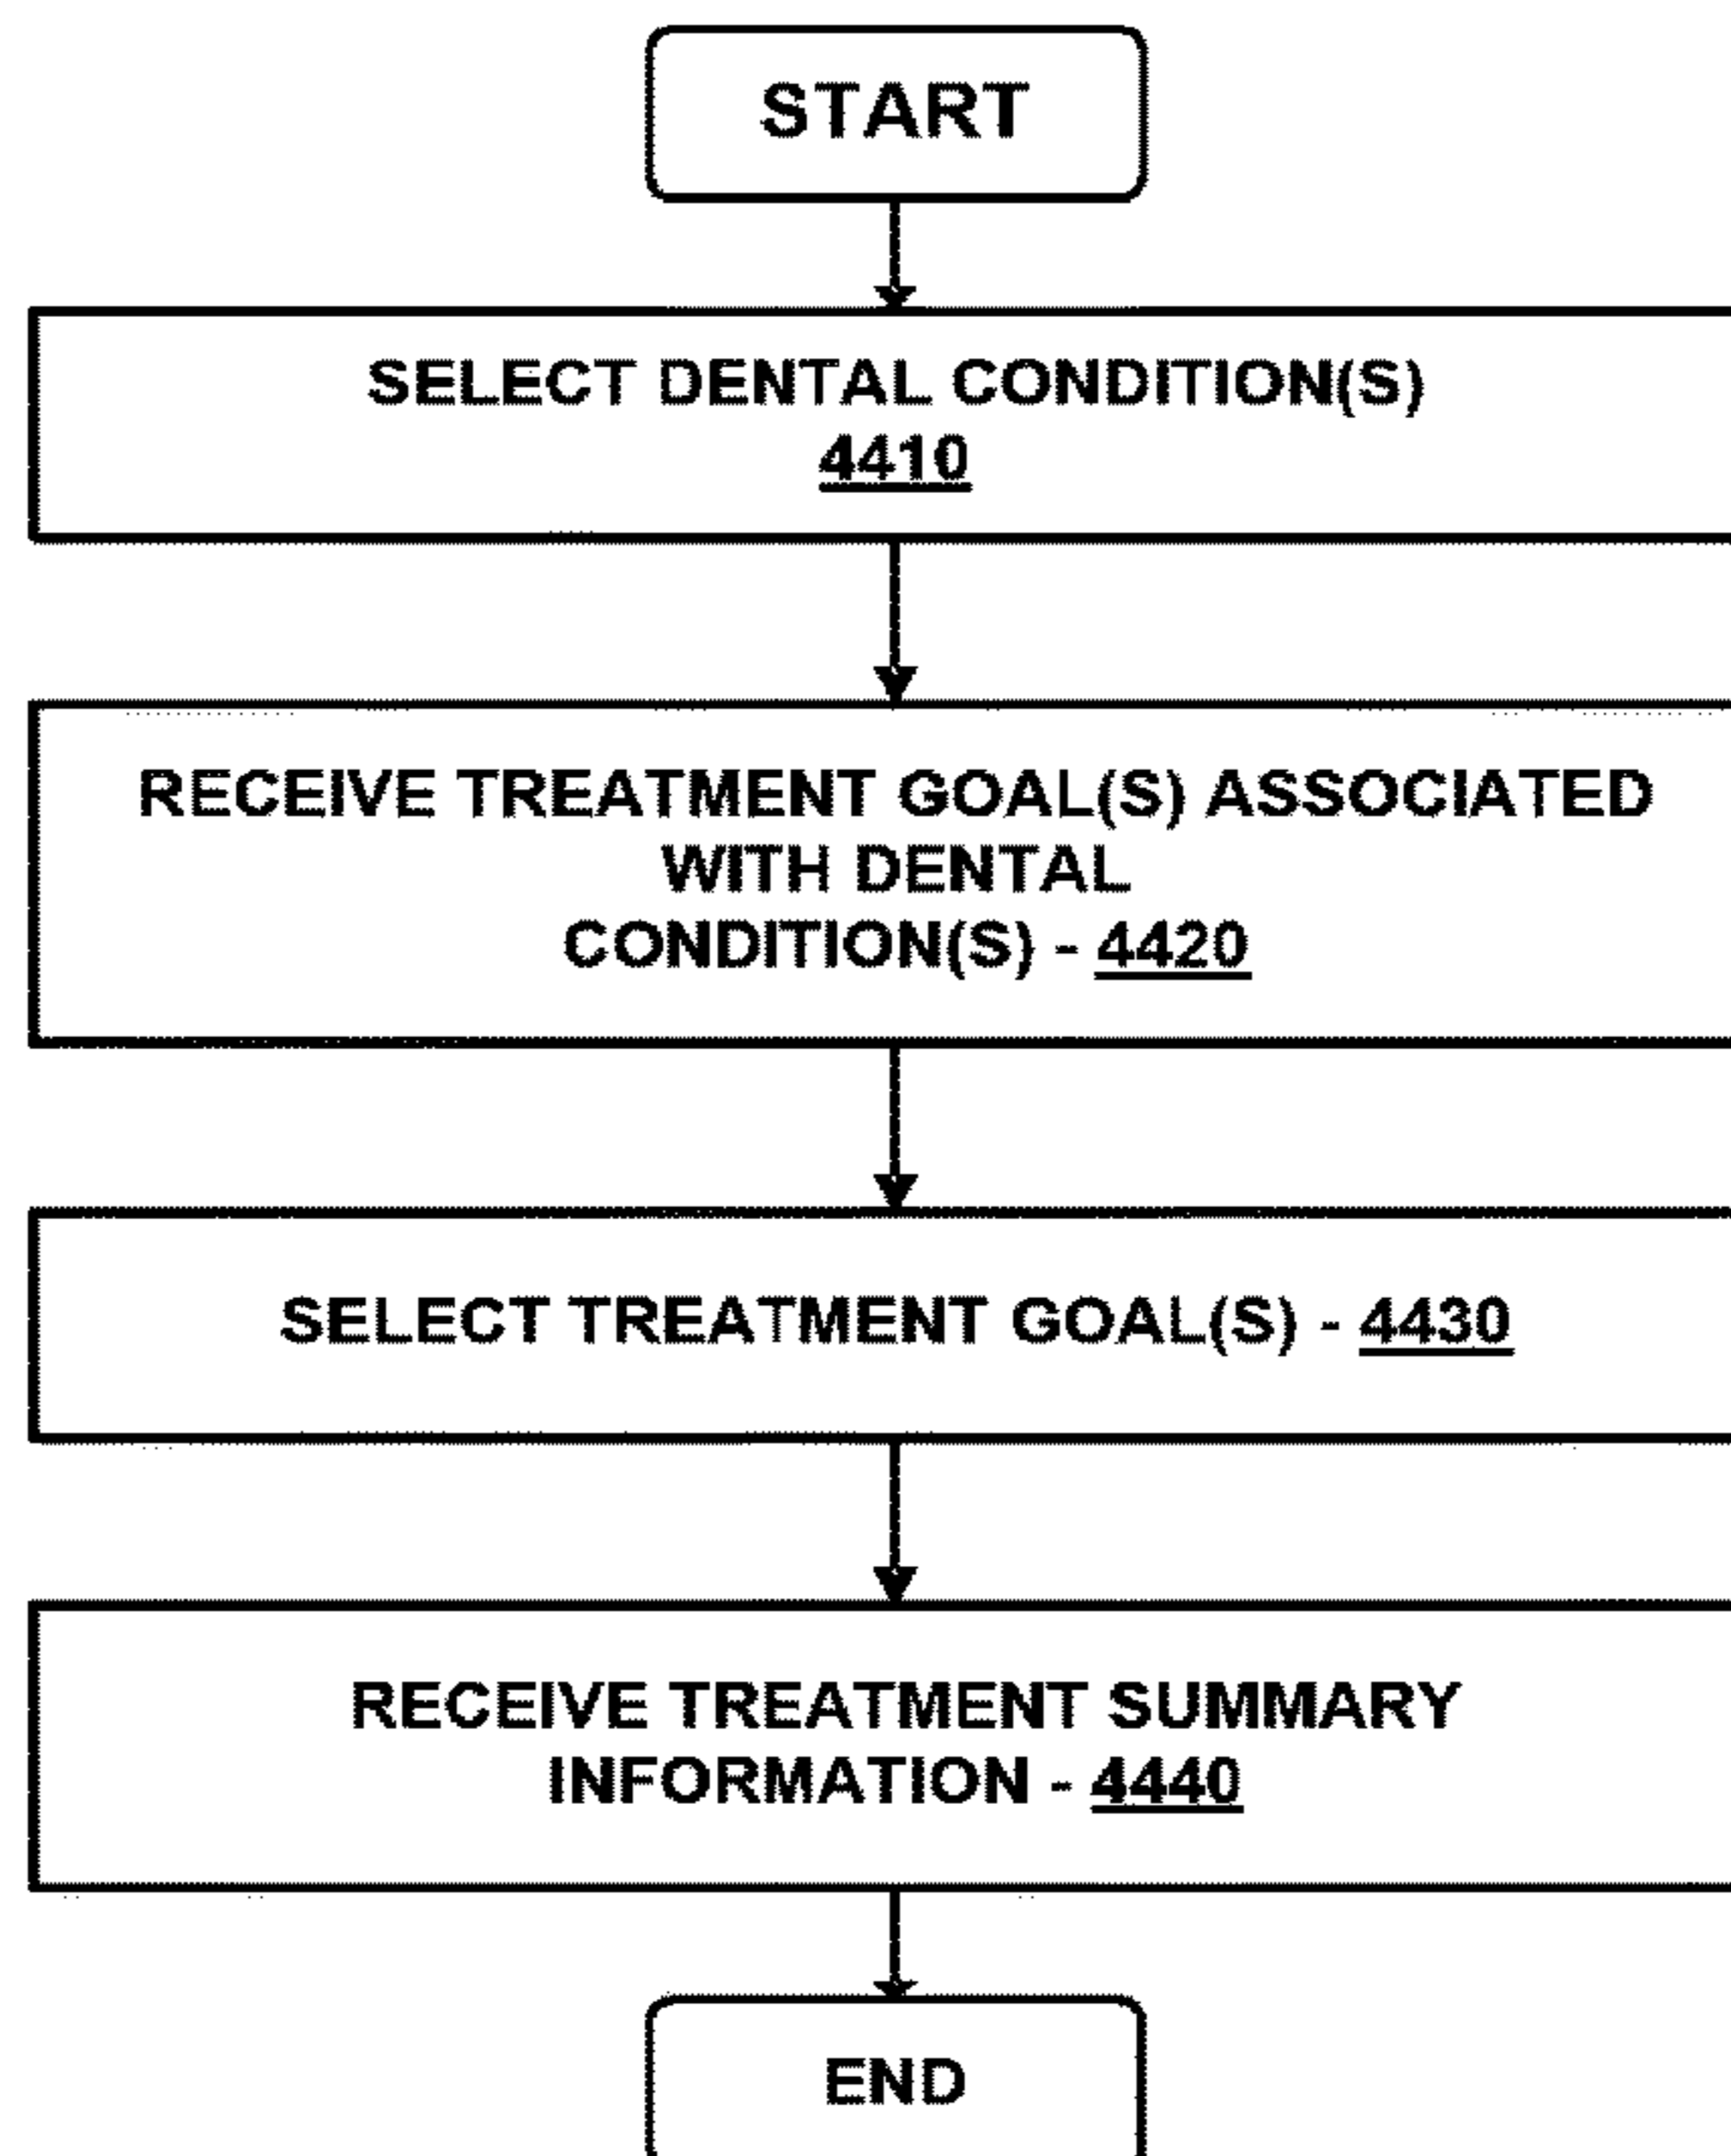 START
SELECT DENTAL CONDITION(S)
4410
RECEIVE TREATMENT GOAL(S) ASSOCIATED
WITH DENTAL
CONDITION(S) - 4420
SELECT TREATMENT GOAL(S) - 4430
RECEIVE TREATMENT SUMMARY
INFORMATION - 4440
END